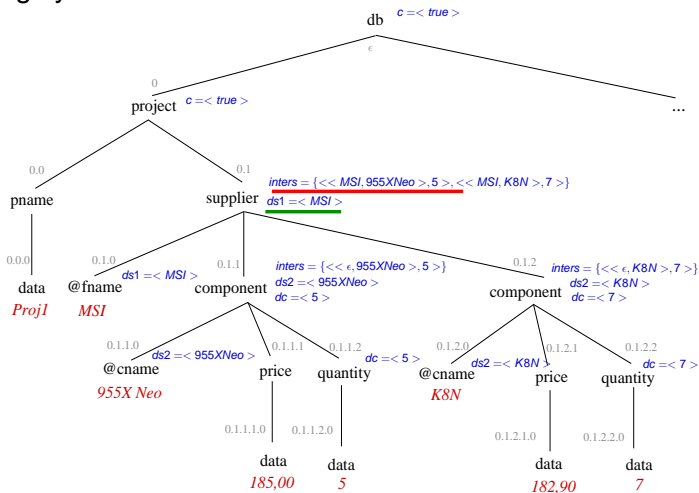 db
c =< true >
ϵ
0
project
c =< true >
...
0.0
0.1
inters = {<< MSI, 955XNeo >, 5 >, << MSI, K8N >, 7 >}
pname
supplier
ds1 =< MSI >
0.0.0
0.1.0
0.1.1
0.1.2
data
@fname
ds1 =< MSI >
component
inters = {<< ϵ, 955XNeo >, 5 >}
ds2 =< 955XNeo >
dc =< 5 >
component
inters = {<< ϵ, K8N >, 7 >}
ds2 =< K8N >
dc =< 7 >
Proj1
MSI
0.1.1.0
0.1.1.1
0.1.1.2
0.1.2.0
0.1.2.1
0.1.2.2
@cname
ds2 =< 955XNeo >
price
quantity
dc =< 5 >
@cname
ds2 =< K8N >
price
quantity
dc =< 7 >
955X Neo
K8N
0.1.1.1.0
0.1.1.2.0
0.1.2.1.0
0.1.2.2.0
data
data
data
data
185,00
5
182,90
7